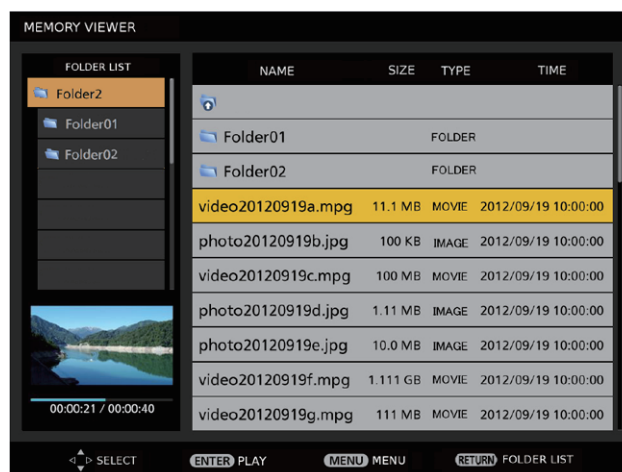 MEMORY VIEWER
FOLDER LIST
Folder2
Folder01
Folder02
00:00:21 / 00:00:40
NAME SIZE TYPE TIME
Folder01 FOLDER
Folder02 FOLDER
video20120919a.mpg 11.1 MB MOVIE 2012/09/19 10:00:00
photo20120919b.jpg 100 KB IMAGE 2012/09/19 10:00:00
video20120919c.mpg 100 MB MOVIE 2012/09/19 10:00:00
photo20120919d.jpg 1.11 MB IMAGE 2012/09/19 10:00:00
photo20120919e.jpg 10.0 MB IMAGE 2012/09/19 10:00:00
video20120919f.mpg 1.111 GB MOVIE 2012/09/19 10:00:00
video20120919g.mpg 111 MB MOVIE 2012/09/19 10:00:00
SELECT ENTER PLAY MENU MENU RETURN FOLDER LIST